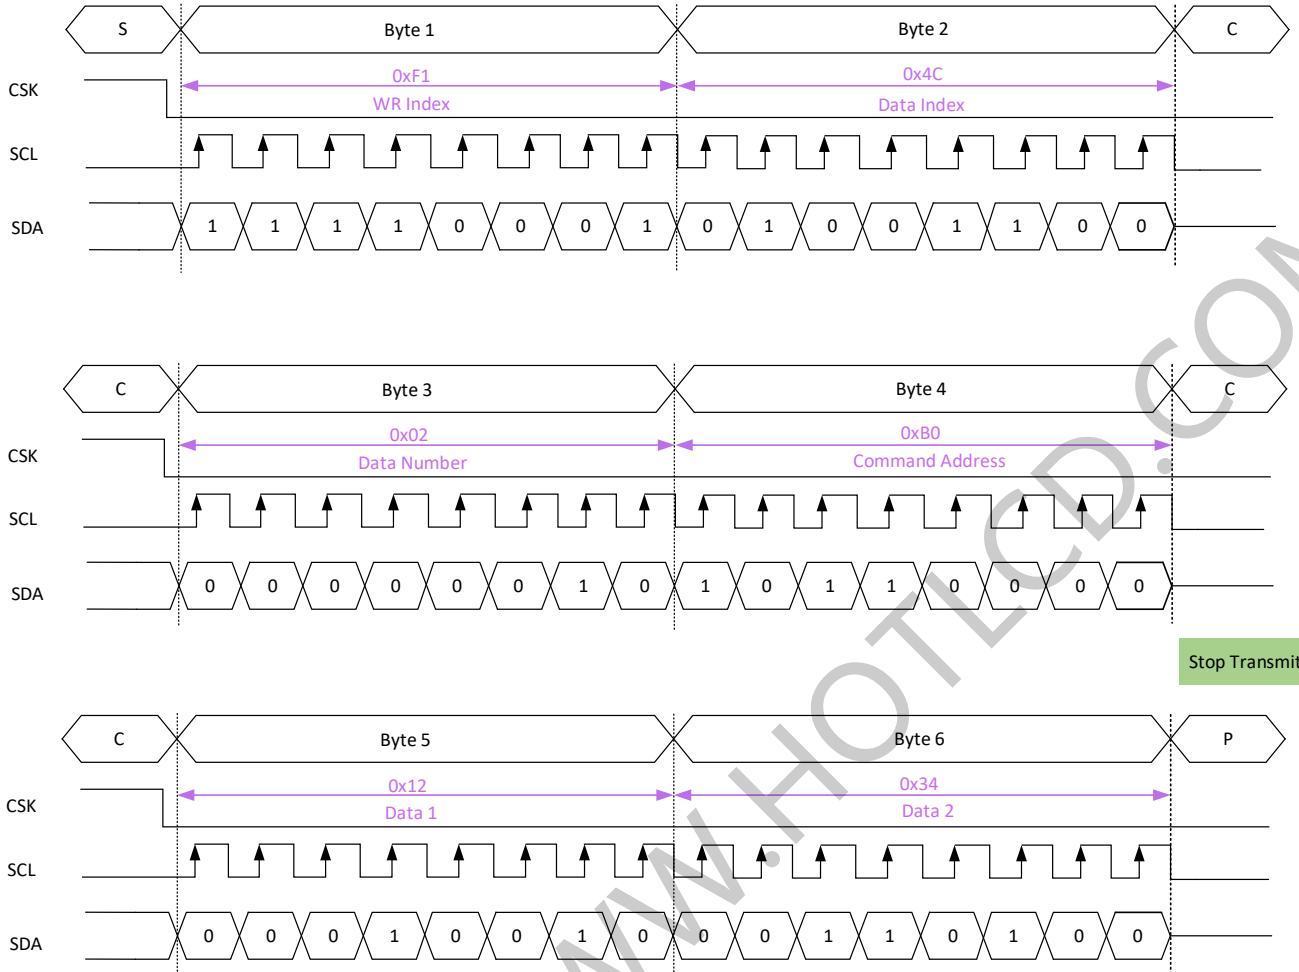 S Byte 1 Byte 2 C
CSK 0xF1 0x4C
WR Index Data Index
SCL
SDA 1 1 1 1 0 0 0 1 0 1 0 0 1 1 0 0
C Byte 3 Byte 4 C
CSK 0x02 0xB0
Data Number Command Address
SCL
SDA 0 0 0 0 0 0 1 0 1 0 1 1 0 0 0 0
Stop Transmit
C Byte 5 Byte 6 P
CSK 0x12 0x34
Data 1 Data 2
SCL
SDA 0 0 0 1 0 0 1 0 0 0 1 1 0 1 0 0
WW.HOTLCD.COM